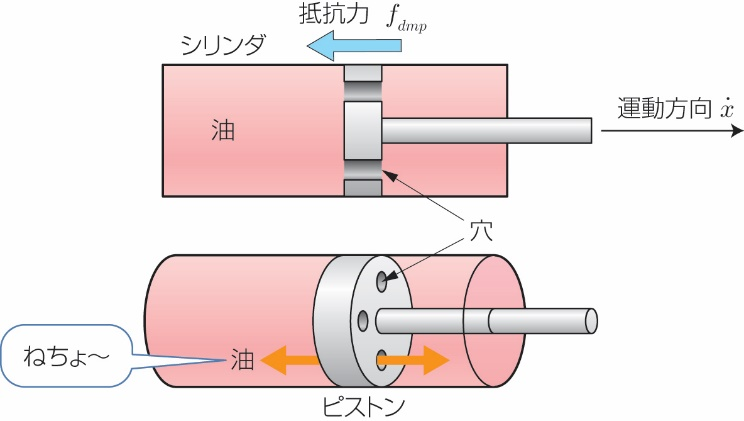 抵抗力 f_dmp
シリンダ
油
運動方向 ẋ
穴
ねちょ～
油
ピストン